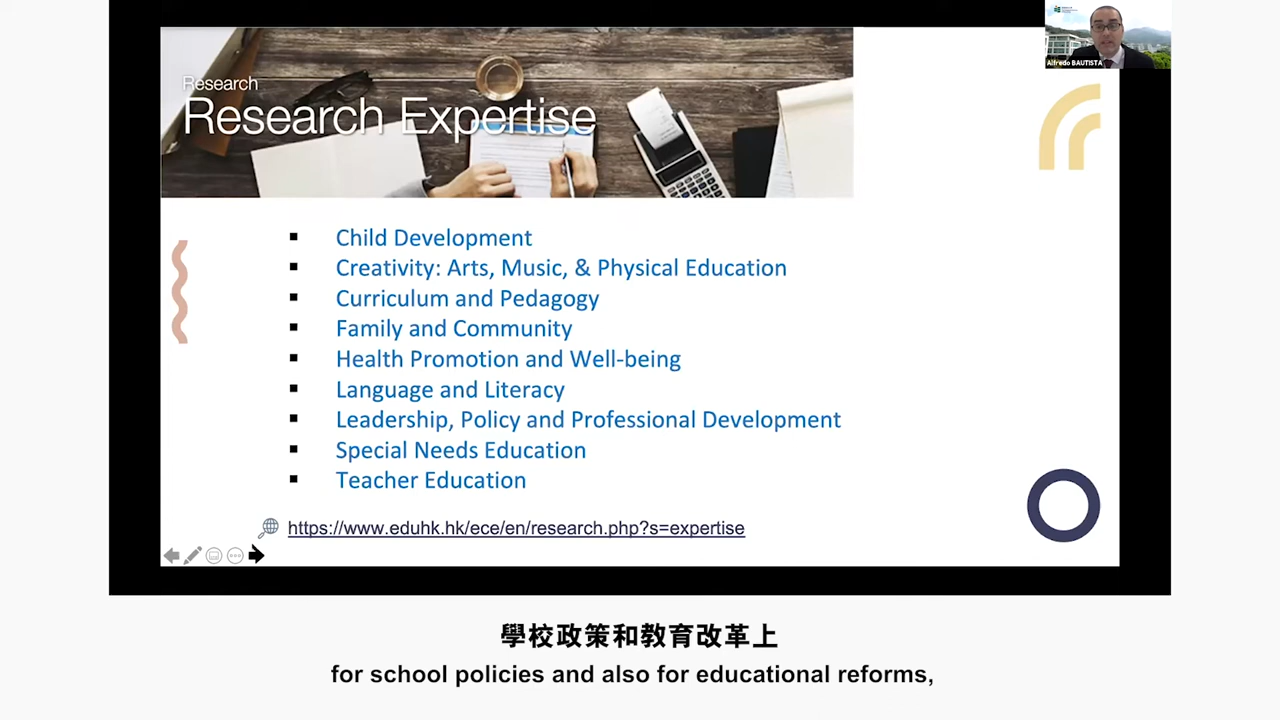 Alfredo BAUTISTA
Research
Research Expertise
Child Development
Creativity: Arts, Music, & Physical Education
Curriculum and Pedagogy
Family and Community
Health Promotion and Well-being
Language and Literacy
Leadership, Policy and Professional Development
Special Needs Education
Teacher Education
https://www.eduhk.hk/ece/en/research.php?s=expertise
學校政策和教育改革上
for school policies and also for educational reforms,